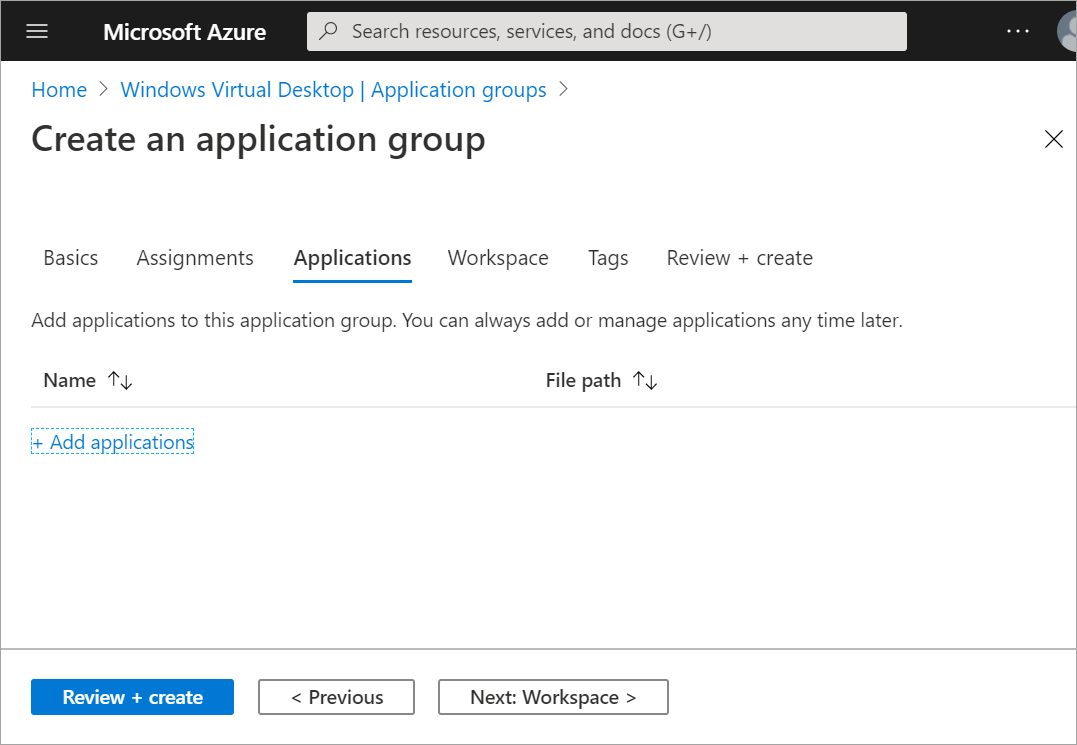 Microsoft Azure
Search resources, services, and docs (G+/)
Home > Windows Virtual Desktop | Application groups >
Create an application group
Basics Assignments Applications Workspace Tags Review + create
Add applications to this application group. You can always add or manage applications any time later.
Name ↑↓ File path ↑↓
+ Add applications
Review + create < Previous Next: Workspace >